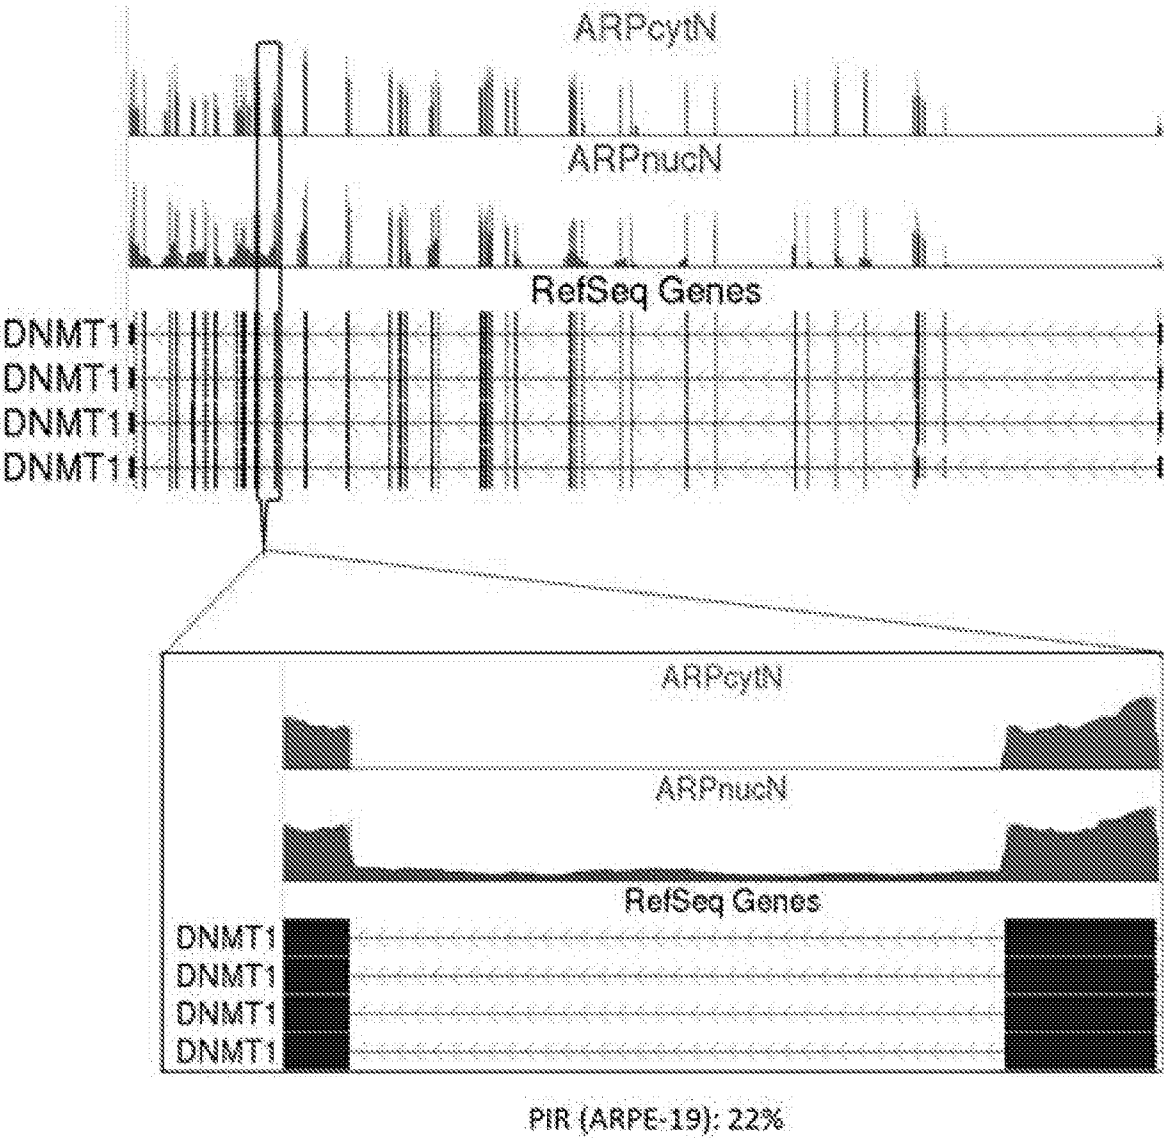 ARPcytN
ARPnucN
RefSeq Genes
DNMT1
DNMT1
DNMT1
DNMT1
ARPcytN
ARPnucN
RefSeq Genes
DNMT1
DNMT1
DNMT1
DNMT1
PIR (ARPE-19): 22%